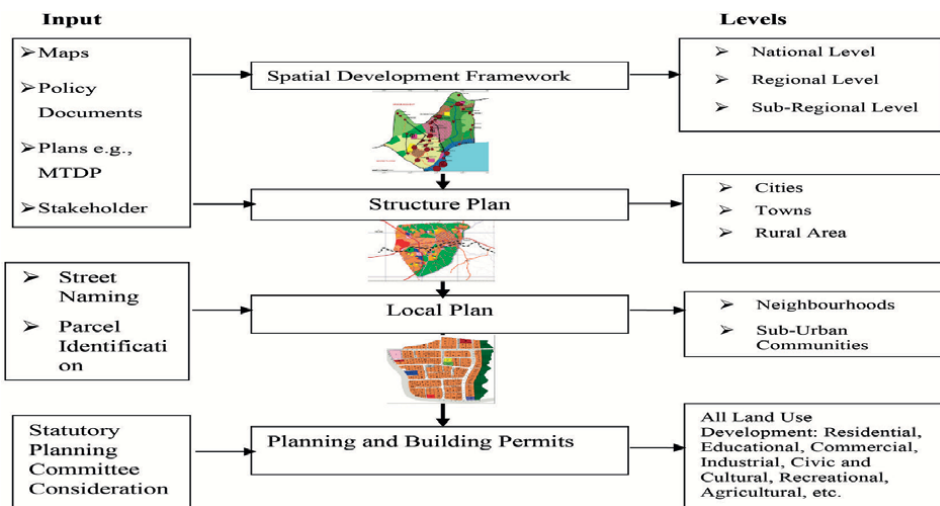 Input
Levels
➢ Maps
➢ Policy
Documents
➢ Plans e.g.,
MTDP
➢ Stakeholder
Spatial Development Framework
➢ National Level
➢ Regional Level
➢ Sub-Regional Level
Structure Plan
➢ Cities
➢ Towns
➢ Rural Area
➢ Street
Naming
➢ Parcel
Identificati
on
Local Plan
➢ Neighbourhoods
➢ Sub-Urban
Communities
Statutory
Planning
Committee
Consideration
Planning and Building Permits
All Land Use
Development: Residential,
Educational, Commercial,
Industrial, Civic and
Cultural, Recreational,
Agricultural, etc.